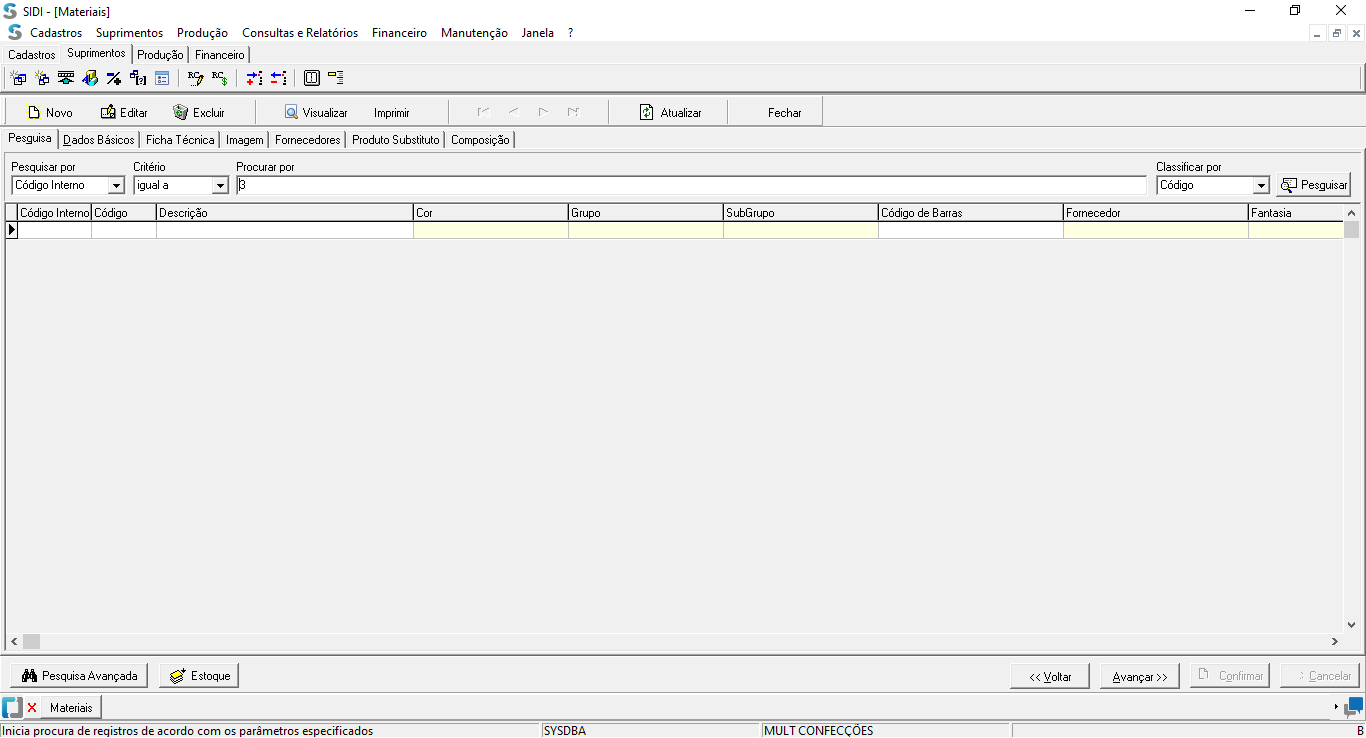 SIDI - [Materiais]
Cadastros Suprimentos Produção Consultas e Relatórios Financeiro Manutenção Janela ?
Cadastros Suprimentos Produção Financeiro
Novo Editar Excluir Visualizar Imprimir Atualizar Fechar
Pesquisa Dados Básicos Ficha Técnica Imagem Fornecedores Produto Substituto Composição
Pesquisar por Critério Procurar por Classificar por
Código Interno igual a 3 Código Pesquisar
Código Interno Código Descrição Cor Grupo SubGrupo Código de Barras Fornecedor Fantasia
Pesquisa Avançada Estoque << Voltar Avançar >> Confirmar Cancelar
Materiais
Inicia procura de registros de acordo com os parâmetros especificados SYSDBA MULT CONFECÇÕES B